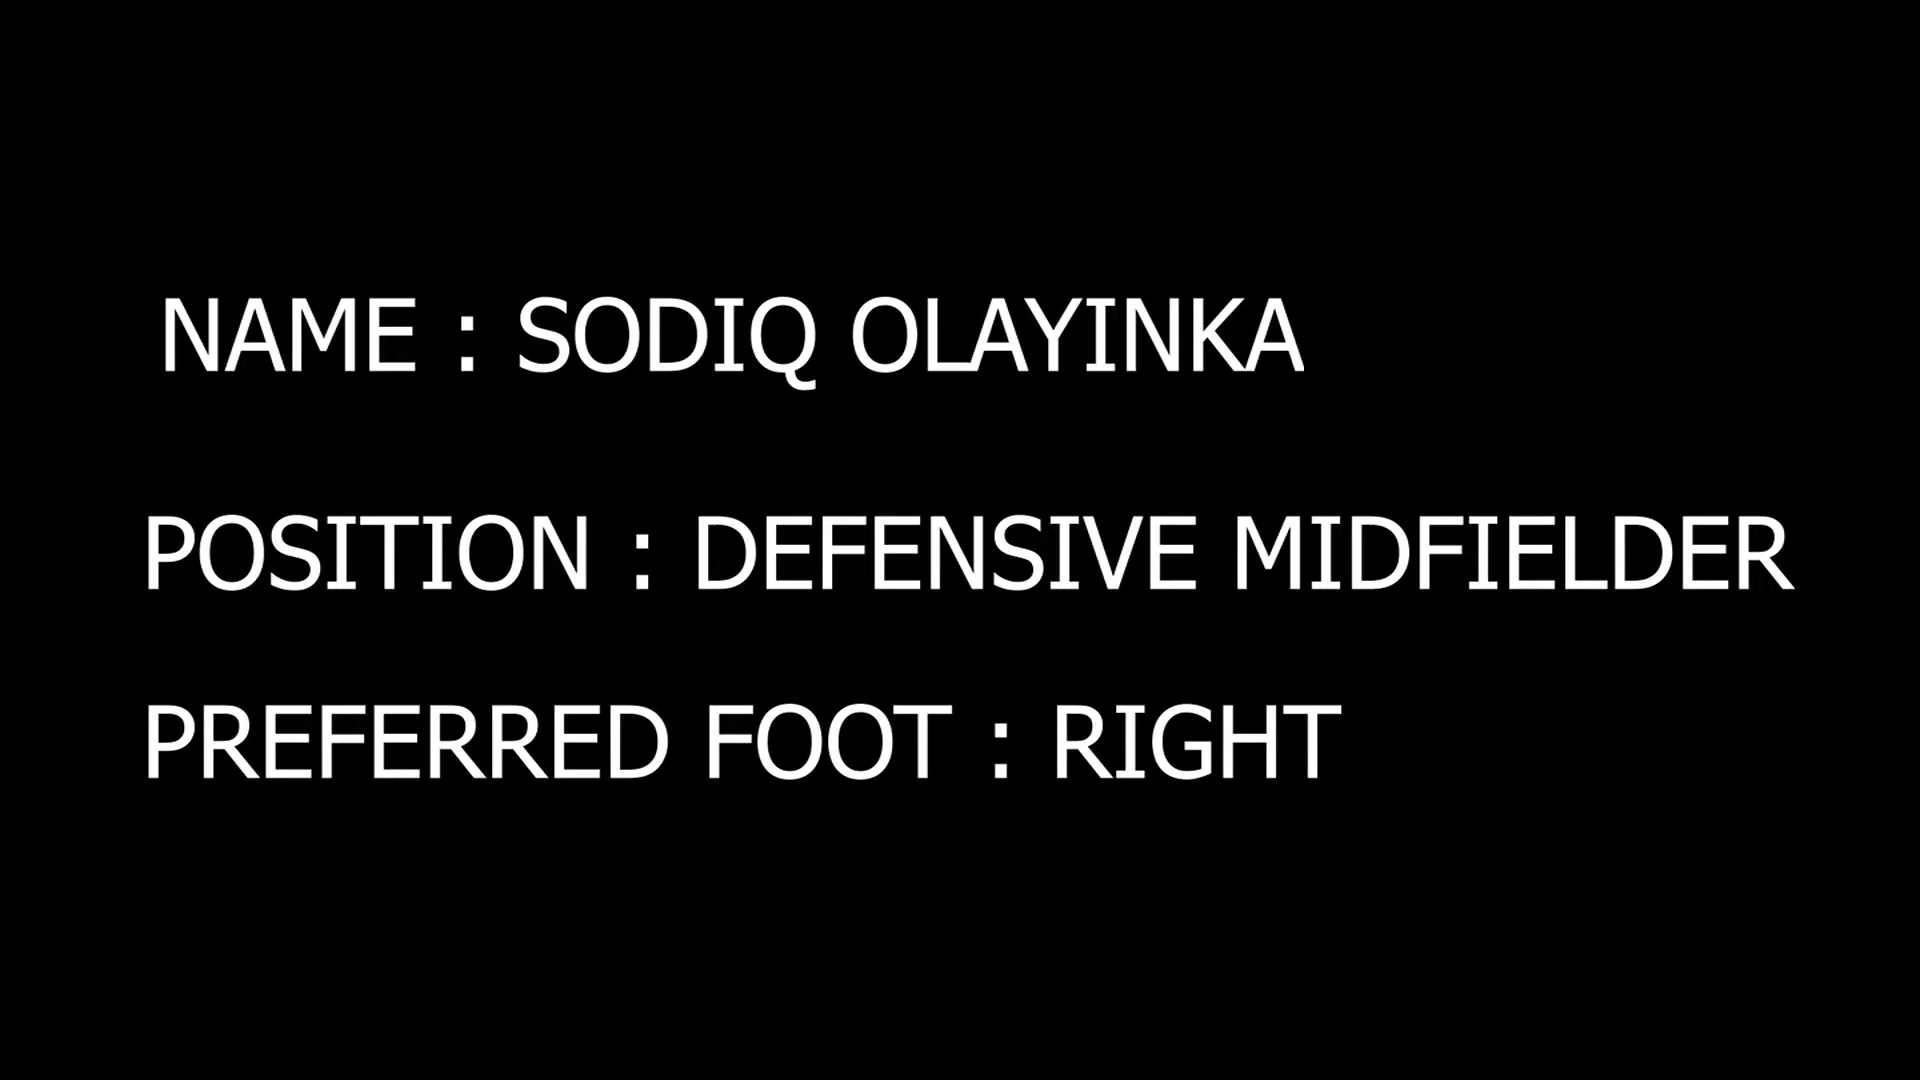 NAME : SODIQ OLAYINKA
POSITION : DEFENSIVE MIDFIELDER
PREFERRED FOOT : RIGHT